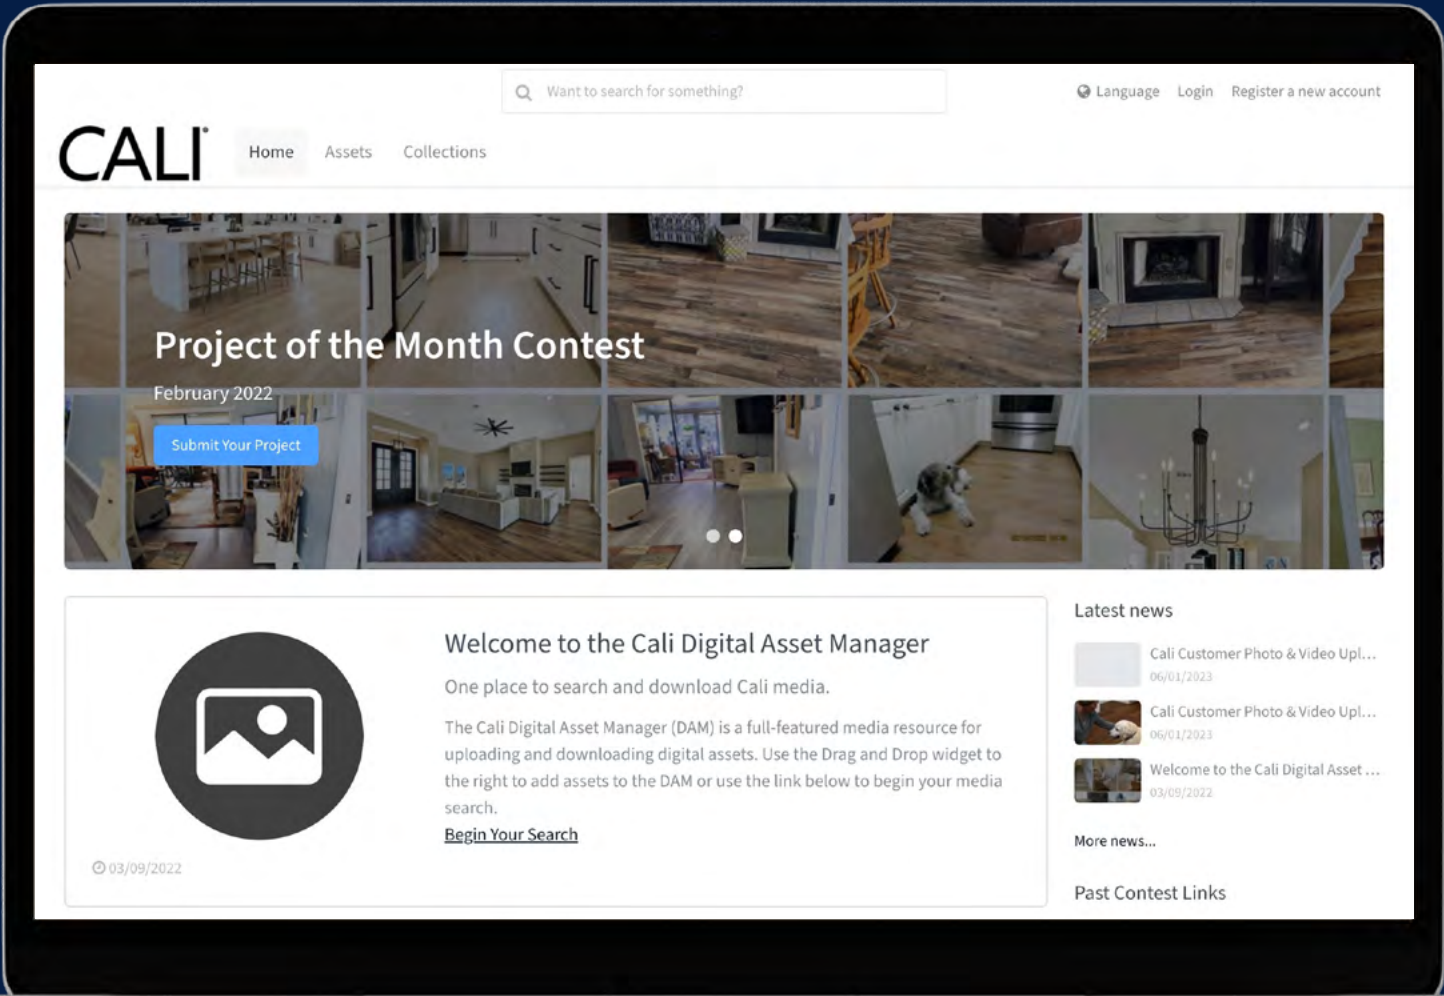 Want to search for something?
Language Login Register a new account
CALI
Home Assets Collections
Project of the Month Contest
February 2022
Submit Your Project
Welcome to the Cali Digital Asset Manager
One place to search and download Cali media.
The Cali Digital Asset Manager (DAM) is a full-featured media resource for
uploading and downloading digital assets. Use the Drag and Drop widget to
the right to add assets to the DAM or use the link below to begin your media
search.
Begin Your Search
03/09/2022
Latest news
Cali Customer Photo & Video Upl...
06/01/2023
Cali Customer Photo & Video Upl...
06/01/2023
Welcome to the Cali Digital Asset ...
03/09/2022
More news...
Past Contest Links